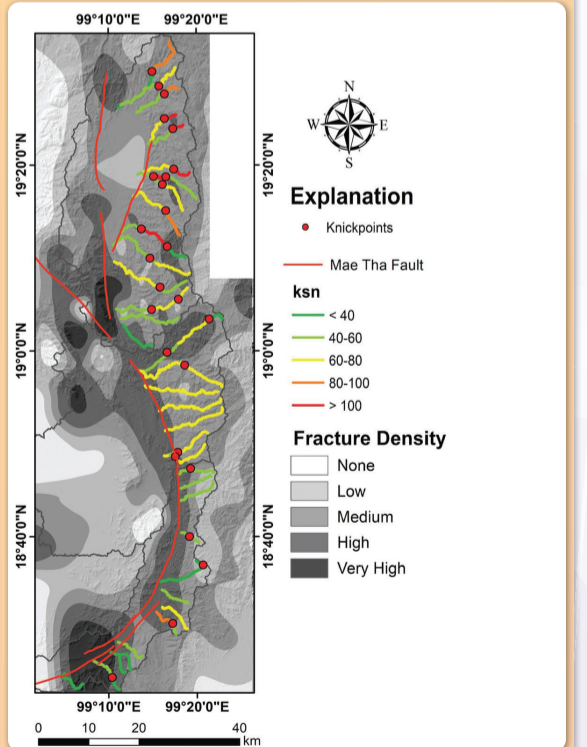 99°10'0"E 99°20'0"E
19°20'0"N 19°20'0"N
19°0'0"N 19°0'0"N
18°40'0"N 18°40'0"N
99°10'0"E 99°20'0"E
0 10 20 40
km
N
W E
S
Explanation
Knickpoints
Mae Tha Fault
ksn
< 40
40-60
60-80
80-100
> 100
Fracture Density
None
Low
Medium
High
Very High